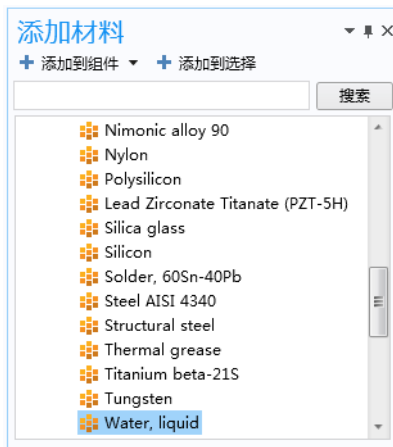 添加材料
添加到组件 添加到选择
搜索
Nimonic alloy 90
Nylon
Polysilicon
Lead Zirconate Titanate (PZT-5H)
Silica glass
Silicon
Solder, 60Sn-40Pb
Steel AISI 4340
Structural steel
Thermal grease
Titanium beta-21S
Tungsten
Water, liquid